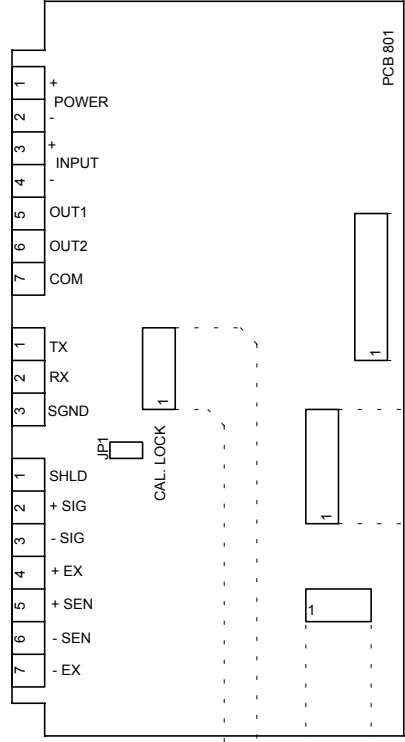 PCB 801
1 +
POWER
2 -
3 +
INPUT
4 -
5 OUT1
6 OUT2
7 COM
1 TX
2 RX
3 SGND
JP1
CAL. LOCK
1
1
1
1
1 SHLD
2 + SIG
3 - SIG
4 + EX
5 + SEN
6 - SEN
7 - EX